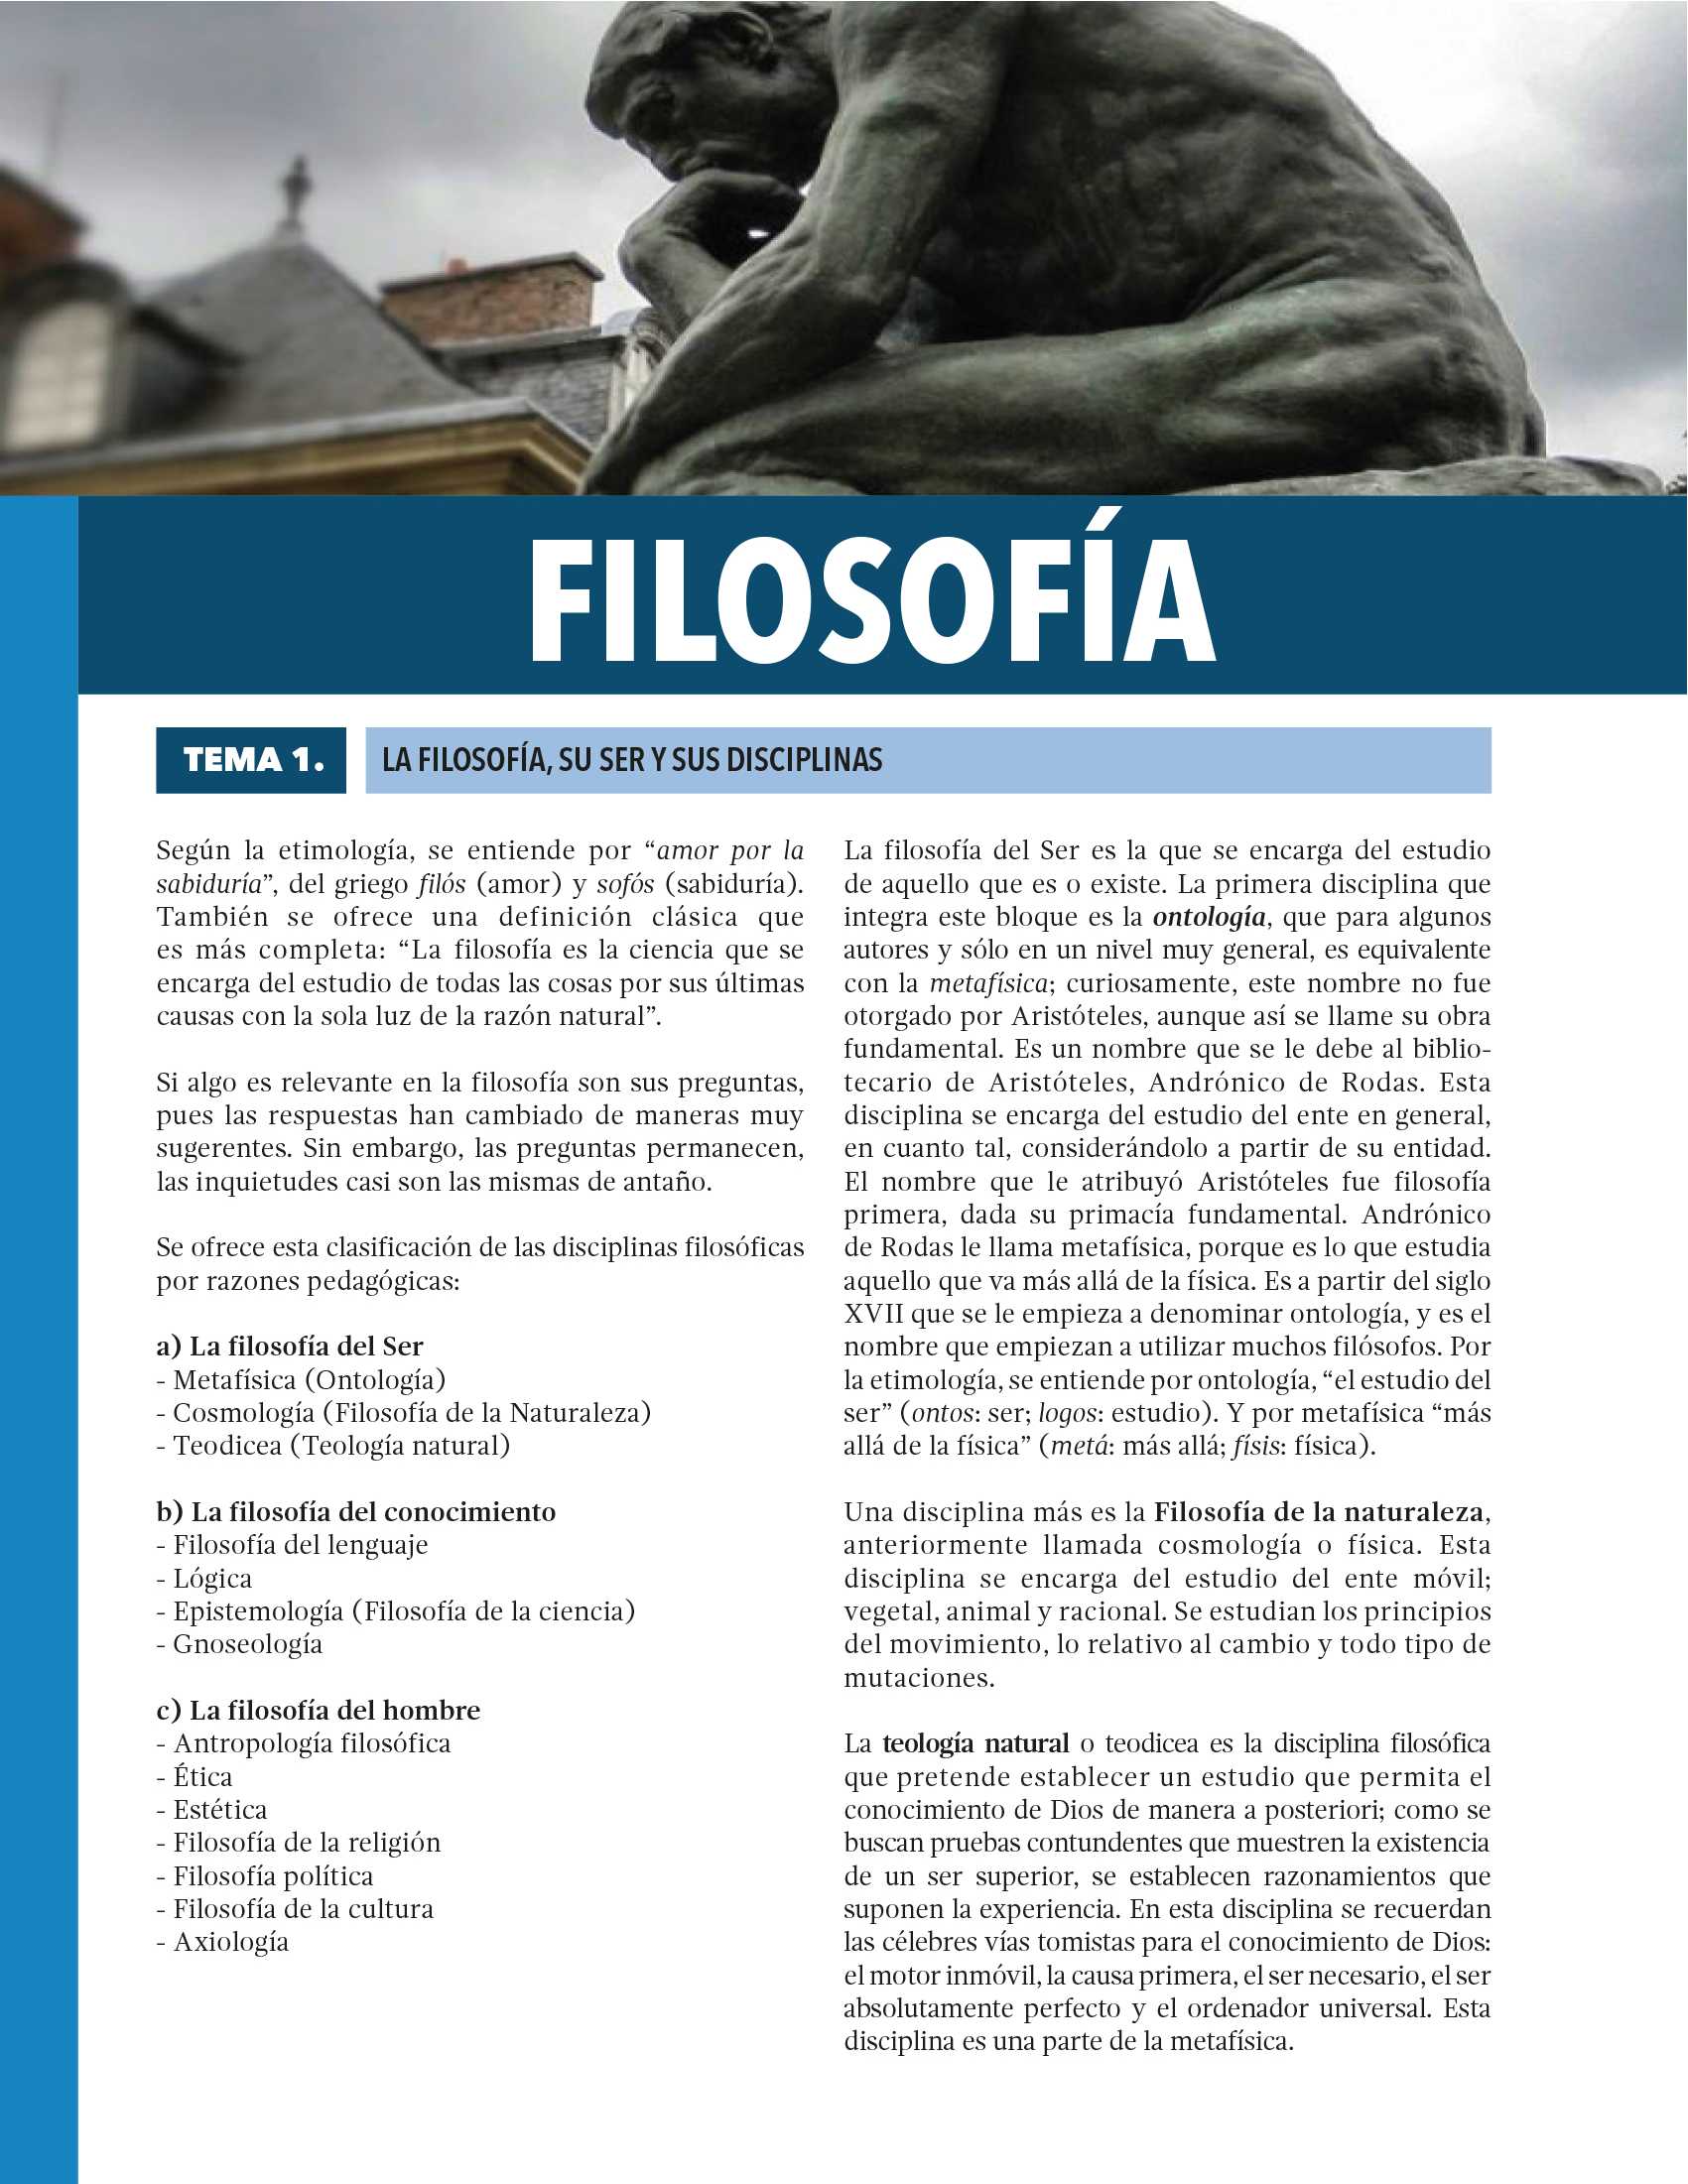 FILOSOFÍA
TEMA 1.
LA FILOSOFÍA, SU SER Y SUS DISCIPLINAS
Según la etimología, se entiende por “amor por la
sabiduría”, del griego filós (amor) y sofós (sabiduría).
También se ofrece una definición clásica que
es más completa: “La filosofía es la ciencia que se
encarga del estudio de todas las cosas por sus últimas
causas con la sola luz de la razón natural”.
Si algo es relevante en la filosofía son sus preguntas,
pues las respuestas han cambiado de maneras muy
sugerentes. Sin embargo, las preguntas permanecen,
las inquietudes casi son las mismas de antaño.
Se ofrece esta clasificación de las disciplinas filosóficas
por razones pedagógicas:
a) La filosofía del Ser
- Metafísica (Ontología)
- Cosmología (Filosofía de la Naturaleza)
- Teodicea (Teología natural)
b) La filosofía del conocimiento
- Filosofía del lenguaje
- Lógica
- Epistemología (Filosofía de la ciencia)
- Gnoseología
c) La filosofía del hombre
- Antropología filosófica
- Ética
- Estética
- Filosofía de la religión
- Filosofía política
- Filosofía de la cultura
- Axiología
La filosofía del Ser es la que se encarga del estudio
de aquello que es o existe. La primera disciplina que
integra este bloque es la ontología, que para algunos
autores y sólo en un nivel muy general, es equivalente
con la metafísica; curiosamente, este nombre no fue
otorgado por Aristóteles, aunque así se llame su obra
fundamental. Es un nombre que se le debe al biblio-
tecario de Aristóteles, Andrónico de Rodas. Esta
disciplina se encarga del estudio del ente en general,
en cuanto tal, considerándolo a partir de su entidad.
El nombre que le atribuyó Aristóteles fue filosofía
primera, dada su primacía fundamental. Andrónico
de Rodas le llama metafísica, porque es lo que estudia
aquello que va más allá de la física. Es a partir del siglo
XVII que se le empieza a denominar ontología, y es el
nombre que empiezan a utilizar muchos filósofos. Por
la etimología, se entiende por ontología, “el estudio del
ser” (ontos: ser; logos: estudio). Y por metafísica “más
allá de la física” (metá: más allá; físis: física).
Una disciplina más es la Filosofía de la naturaleza,
anteriormente llamada cosmología o física. Esta
disciplina se encarga del estudio del ente móvil;
vegetal, animal y racional. Se estudian los principios
del movimiento, lo relativo al cambio y todo tipo de
mutaciones.
La teología natural o teodicea es la disciplina filosófica
que pretende establecer un estudio que permita el
conocimiento de Dios de manera a posteriori; como se
buscan pruebas contundentes que muestren la existencia
de un ser superior, se establecen razonamientos que
suponen la experiencia. En esta disciplina se recuerdan
las célebres vías tomistas para el conocimiento de Dios:
el motor inmóvil, la causa primera, el ser necesario, el ser
absolutamente perfecto y el ordenador universal. Esta
disciplina es una parte de la metafísica.